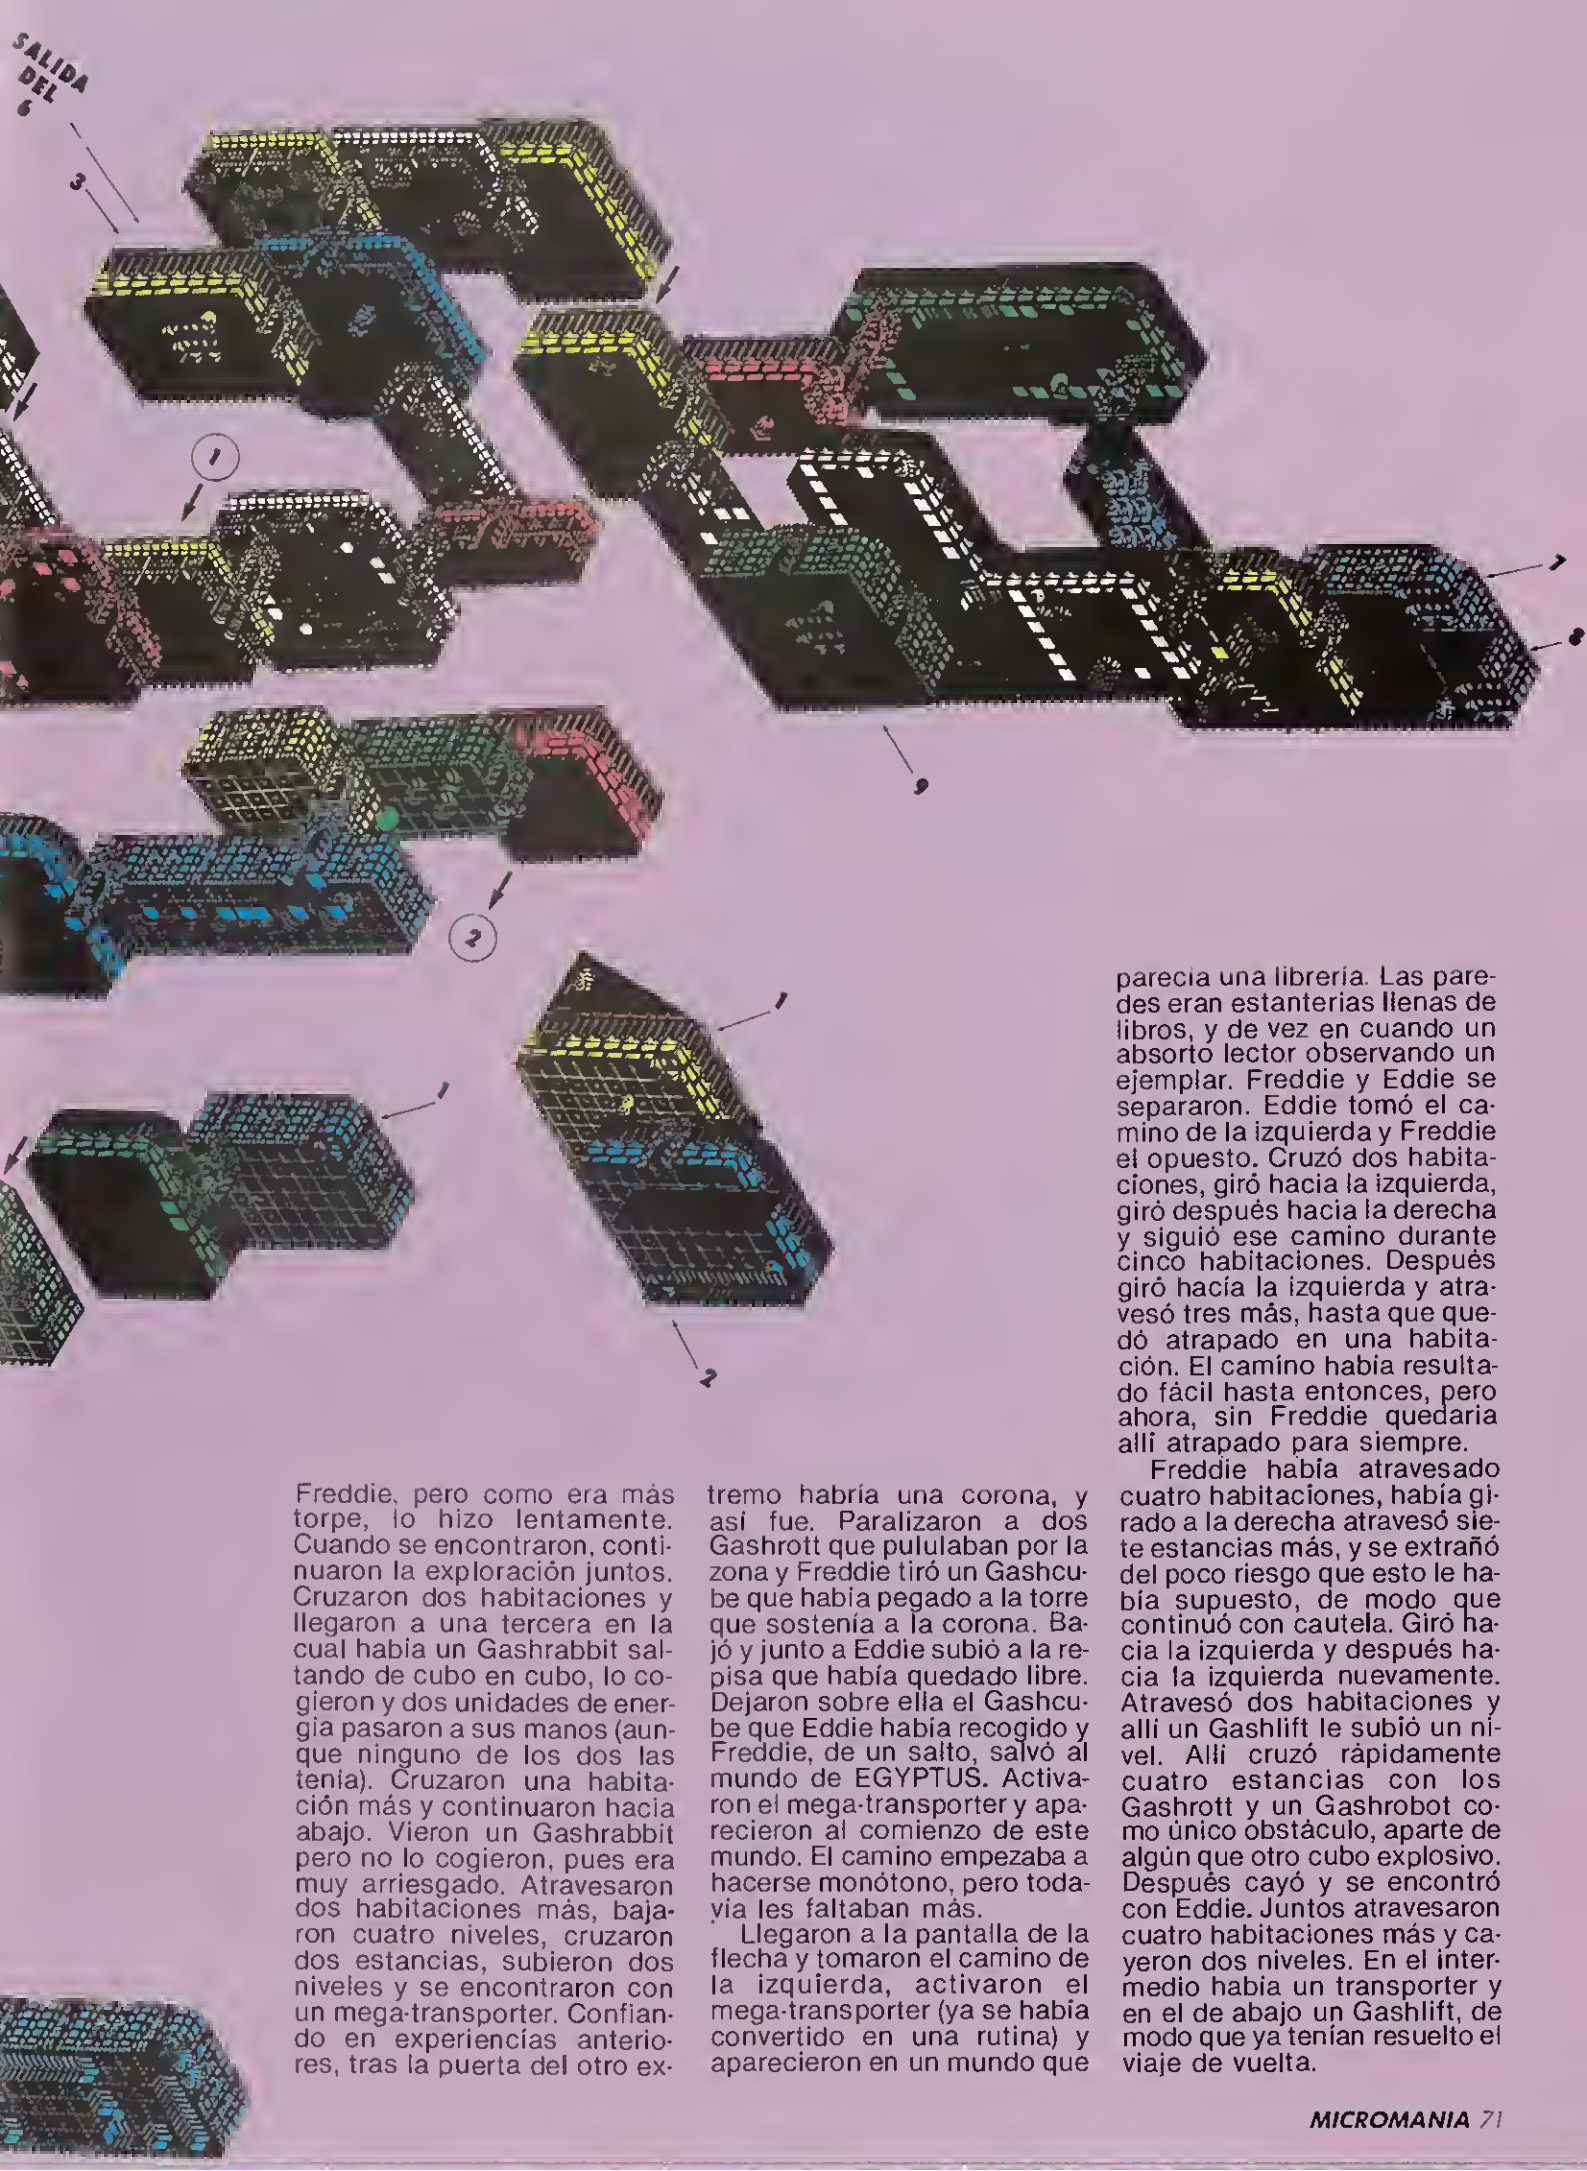 SALIDA
DEL
6
3
1
7
8
9
2
1
1
2
Freddie, pero como era más
torpe, lo hizo lentamente.
Cuando se encontraron, conti-
nuaron la exploración juntos.
Cruzaron dos habitaciones y
llegaron a una tercera en la
cual había un Gashrabbit sal-
tando de cubo en cubo, lo co-
gieron y dos unidades de ener-
gía pasaron a sus manos (aun-
que ninguno de los dos las
tenía). Cruzaron una habita-
ción más y continuaron hacia
abajo. Vieron un Gashrabbit
pero no lo cogieron, pues era
muy arriesgado. Atravesaron
dos habitaciones más, baja-
ron cuatro niveles, cruzaron
dos estancias, subieron dos
niveles y se encontraron con
un mega-transporter. Confian-
do en experiencias anterio-
res, tras la puerta del otro ex-
tremo habría una corona, y
así fue. Paralizaron a dos
Gashrott que pululaban por la
zona y Freddie tiró un Gashcu-
be que había pegado a la torre
que sostenía a la corona. Ba-
jó y junto a Eddie subió a la re-
pisa que había quedado libre.
Dejaron sobre ella el Gashcu-
be que Eddie había recogido y
Freddie, de un salto, salvó al
mundo de EGYPTUS. Activa-
ron el mega-transporter y apa-
recieron al comienzo de este
mundo. El camino empezaba a
hacerse monótono, pero toda-
vía les faltaban más.
Llegaron a la pantalla de la
flecha y tomaron el camino de
la izquierda, activaron el
mega-transporter (ya se había
convertido en una rutina) y
aparecieron en un mundo que
parecía una librería. Las pare-
des eran estanterias llenas de
libros, y de vez en cuando un
absorto lector observando un
ejemplar. Freddie y Eddie se
separaron. Eddie tomó el ca-
mino de la izquierda y Freddie
el opuesto. Cruzó dos habita-
ciones, giró hacia la izquierda,
giró después hacia la derecha
y siguió ese camino durante
cinco habitaciones. Después
giró hacía la izquierda y atra-
vesó tres más, hasta que que-
dó atrapado en una habita-
ción. El camino había resulta-
do fácil hasta entonces, pero
ahora, sin Freddie quedaria
allí atrapado para siempre.
Freddie había atravesado
cuatro habitaciones, había gi-
rado a la derecha atravesó sie-
te estancias más, y se extrañó
del poco riesgo que esto le ha-
bía supuesto, de modo que
continuó con cautela. Giró ha-
cia la izquierda y después ha-
cia la izquierda nuevamente.
Atravesó dos habitaciones y
allí un Gashlift le subió un ni-
vel. Allí cruzó rápidamente
cuatro estancias con los
Gashrott y un Gashrobot co-
mo único obstáculo, aparte de
algún que otro cubo explosivo.
Después cayó y se encontró
con Eddie. Juntos atravesaron
cuatro habitaciones más y ca-
yeron dos niveles. En el inter-
medio había un transporter y
en el de abajo un Gashlift, de
modo que ya tenían resuelto el
viaje de vuelta.
MICROMANIA 71